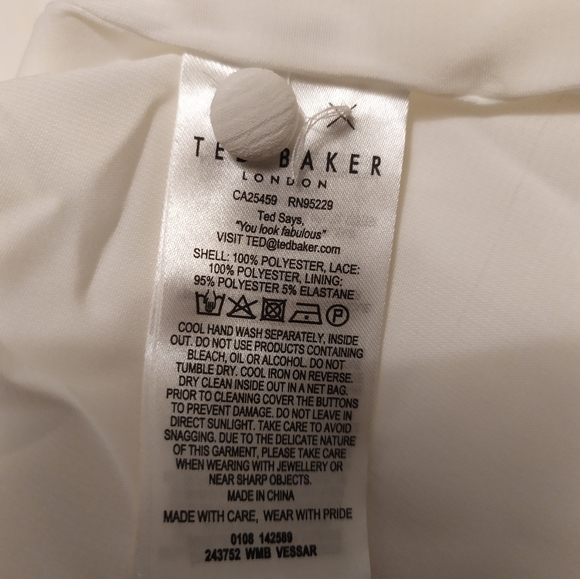 TED BAKER
LONDON
CA25459 RN95229
Ted Says,
"You look fabulous"
VISIT TED@tedbaker.com
SHELL: 100% POLYESTER, LACE:
100% POLYESTER, LINING:
95% POLYESTER 5% ELASTANE
P
COOL HAND WASH SEPARATELY, INSIDE
OUT. DO NOT USE PRODUCTS CONTAINING
BLEACH, OIL OR ALCOHOL. DO NOT
TUMBLE DRY. COOL IRON ON REVERSE.
DRY CLEAN INSIDE OUT IN A NET BAG.
PRIOR TO CLEANING COVER THE BUTTONS
TO PREVENT DAMAGE. DO NOT LEAVE IN
DIRECT SUNLIGHT. TAKE CARE TO AVOID
SNAGGING. DUE TO THE DELICATE NATURE
OF THIS GARMENT, PLEASE TAKE CARE
WHEN WEARING WITH JEWELLERY OR
NEAR SHARP OBJECTS.
MADE IN CHINA
MADE WITH CARE, WEAR WITH PRIDE
0108 142589
243752 WMB VESSAR